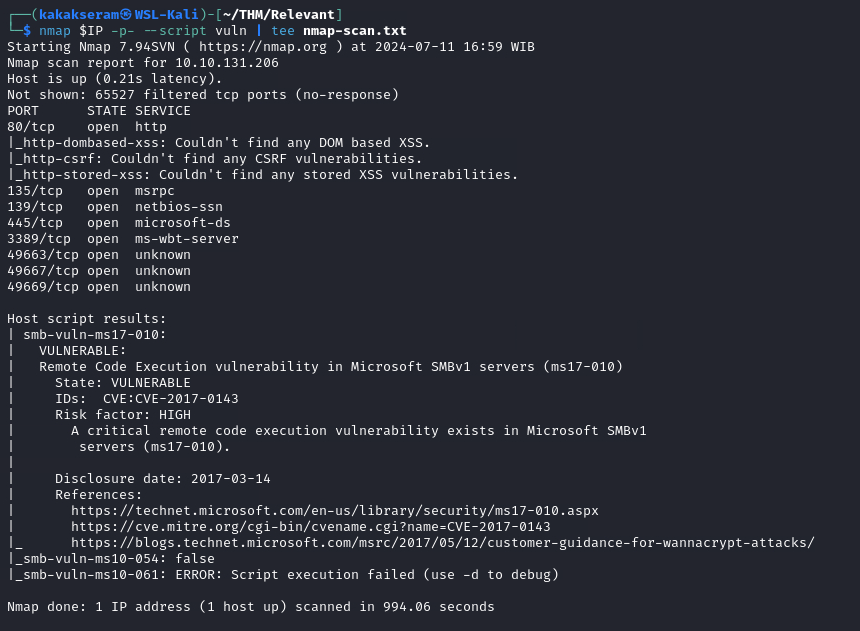 ┌──(kakakseram㉿WSL-Kali)-[~/THM/Relevant]
└─$ nmap $IP -p- --script vuln | tee nmap-scan.txt
Starting Nmap 7.94SVN ( https://nmap.org ) at 2024-07-11 16:59 WIB
Nmap scan report for 10.10.131.206
Host is up (0.21s latency).
Not shown: 65527 filtered tcp ports (no-response)
PORT      STATE SERVICE
80/tcp    open  http
|_http-dombased-xss: Couldn't find any DOM based XSS.
|_http-csrf: Couldn't find any CSRF vulnerabilities.
|_http-stored-xss: Couldn't find any stored XSS vulnerabilities.
135/tcp   open  msrpc
139/tcp   open  netbios-ssn
445/tcp   open  microsoft-ds
3389/tcp  open  ms-wbt-server
49663/tcp open  unknown
49667/tcp open  unknown
49669/tcp open  unknown

Host script results:
| smb-vuln-ms17-010:
|   VULNERABLE:
|   Remote Code Execution vulnerability in Microsoft SMBv1 servers (ms17-010)
|     State: VULNERABLE
|     IDs:  CVE:CVE-2017-0143
|     Risk factor: HIGH
|       A critical remote code execution vulnerability exists in Microsoft SMBv1
|        servers (ms17-010).
|
|     Disclosure date: 2017-03-14
|     References:
|       https://technet.microsoft.com/en-us/library/security/ms17-010.aspx
|       https://cve.mitre.org/cgi-bin/cvename.cgi?name=CVE-2017-0143
|_      https://blogs.technet.microsoft.com/msrc/2017/05/12/customer-guidance-for-wannacrypt-attacks/
|_smb-vuln-ms10-054: false
|_smb-vuln-ms10-061: ERROR: Script execution failed (use -d to debug)

Nmap done: 1 IP address (1 host up) scanned in 994.06 seconds